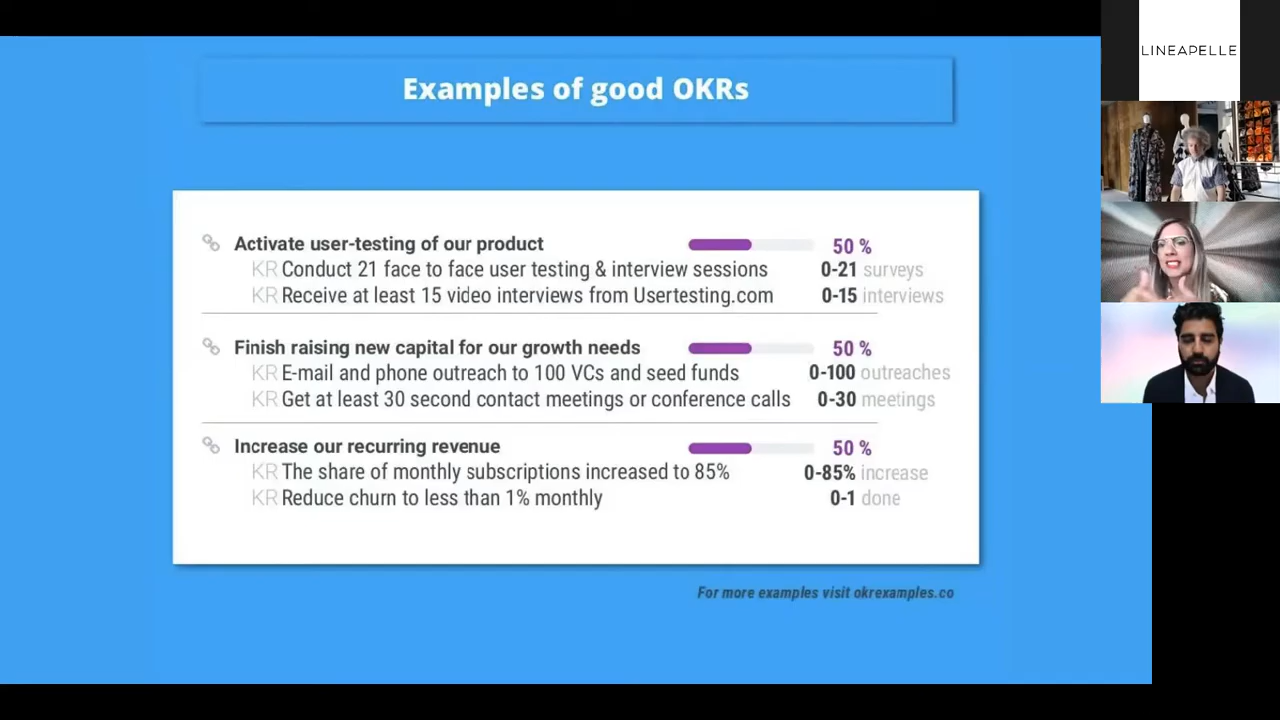 Examples of good OKRs
LINEAPELLE
Activate user-testing of our product 50 %
KR Conduct 21 face to face user testing & interview sessions 0-21 surveys
KR Receive at least 15 video interviews from Usertesting.com 0-15 interviews
Finish raising new capital for our growth needs 50 %
KR E-mail and phone outreach to 100 VCs and seed funds 0-100 outreaches
KR Get at least 30 second contact meetings or conference calls 0-30 meetings
Increase our recurring revenue 50 %
KR The share of monthly subscriptions increased to 85% 0-85% increase
KR Reduce churn to less than 1% monthly 0-1 done
For more examples visit okrexamples.co